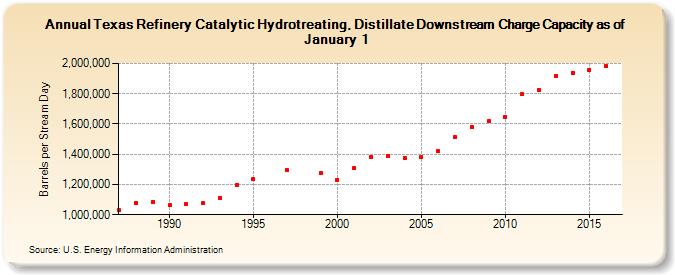 Annual Texas Refinery Catalytic Hydrotreating, Distillate Downstream Charge Capacity as of
January 1
Barrels per Stream Day
2,000,000
1,800,000
1,600,000
1,400,000
1,200,000
1,000,000
1990 1995 2000 2005 2010 2015
Source: U.S. Energy Information Administration